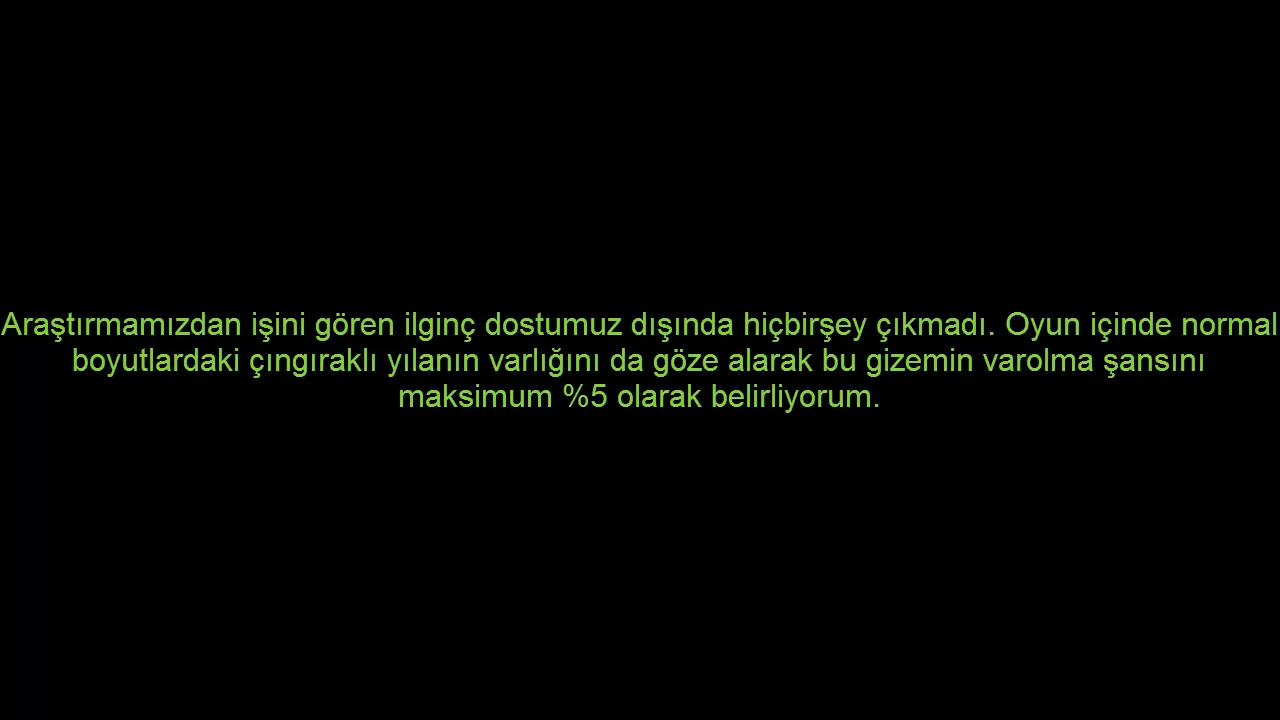 Araştırmamızdan işini gören ilginç dostumuz dışında hiçbirşey çıkmadı. Oyun içinde normal
boyutlardaki çıngıraklı yılanın varlığını da göze alarak bu gizemin varolma şansını
maksimum %5 olarak belirliyorum.